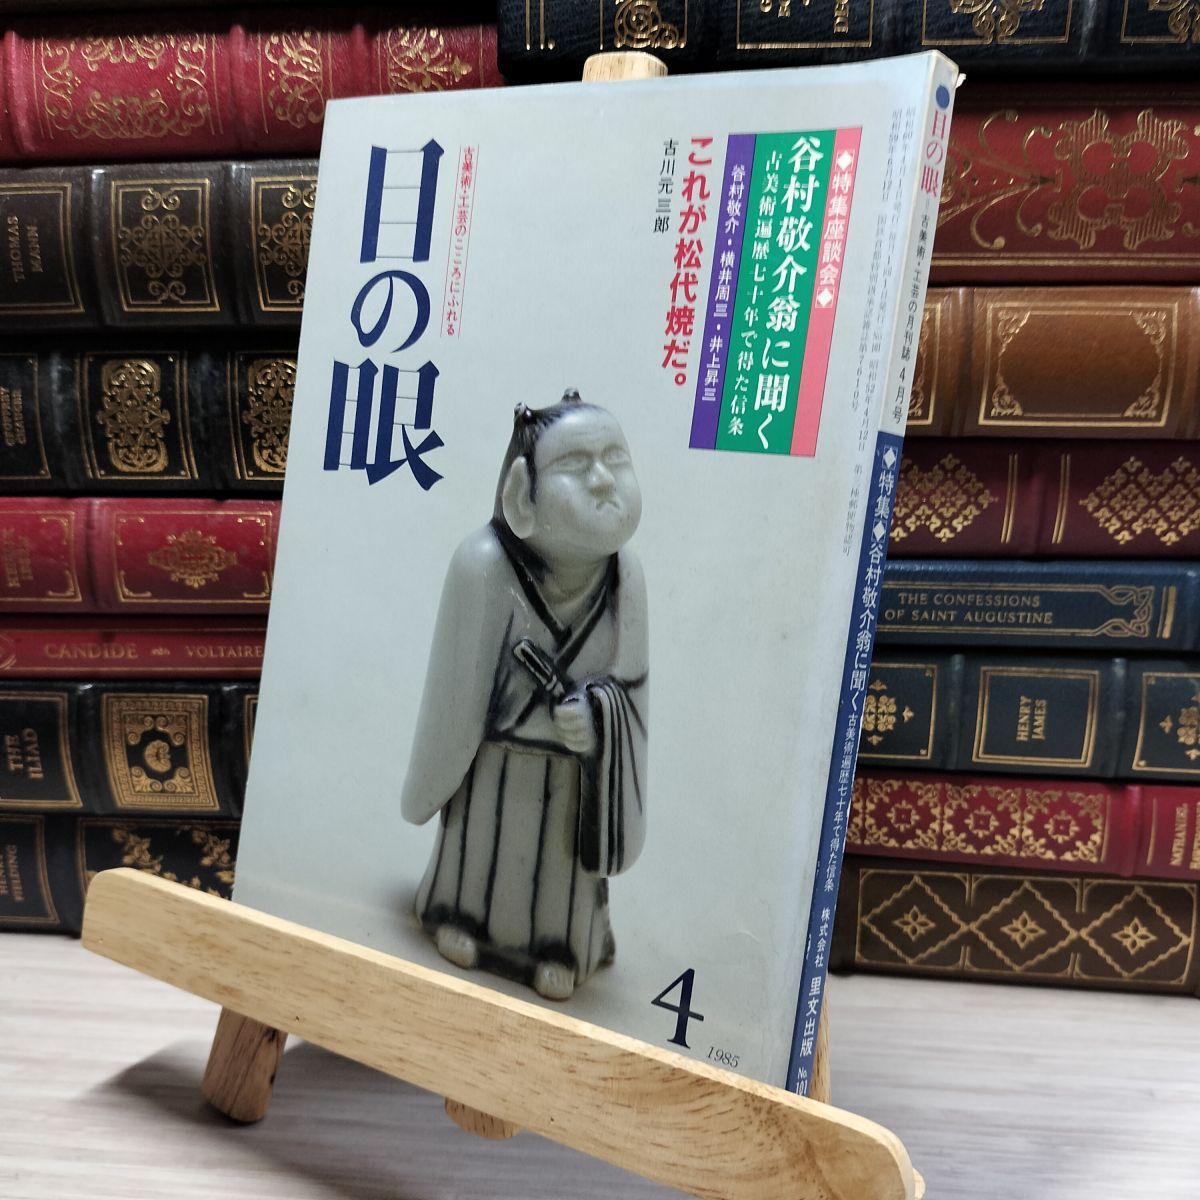 目の眼
古美術・工芸のこころにふれる
◆特集座談会◆
谷村敬介翁に聞く
古美術遍歴七十年で得た信条
谷村敬介・横井周三・井上昇三
これが松代焼だ。
古川元三郎
4
1985
●目の眼
古美術・工芸の月刊誌 4月号
◆特集◆谷村敬介翁に聞く
古美術遍歴七十年で得た信条
株式会社 里文出版
No.101
THOMAS MANN
CANDIDE
VOLTAIRE
THE ILIAD
HENRY FIELDING
THE CONFESSIONS OF SAINT AUGUSTINE
HENRY JAMES